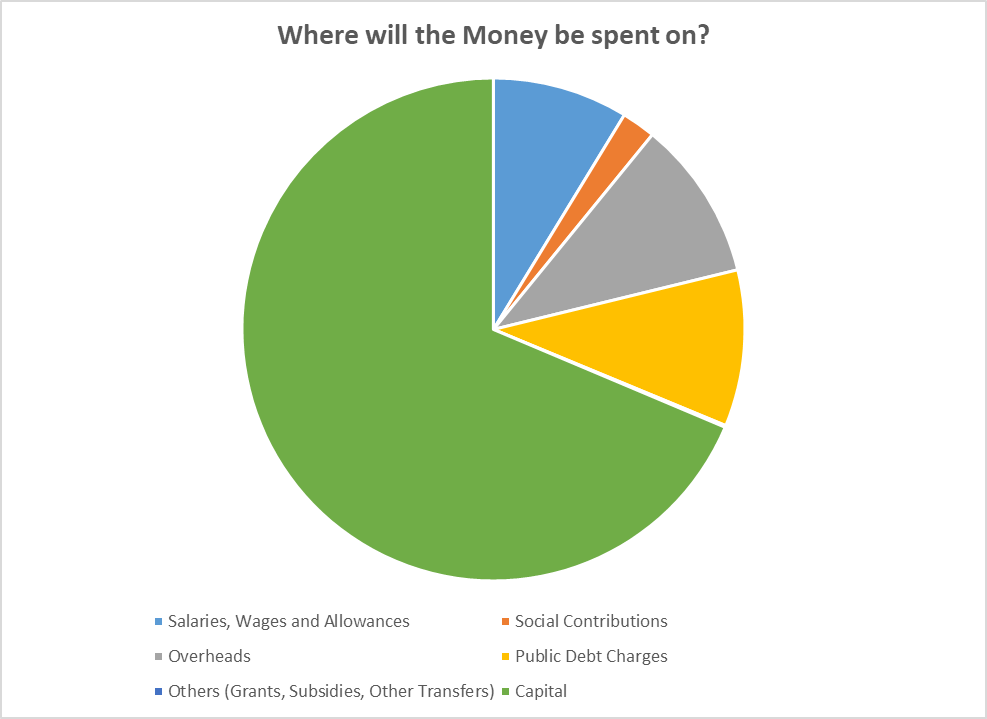 Where will the Money be spent on?
Salaries, Wages and Allowances
Social Contributions
Overheads
Public Debt Charges
Others (Grants, Subsidies, Other Transfers)
Capital